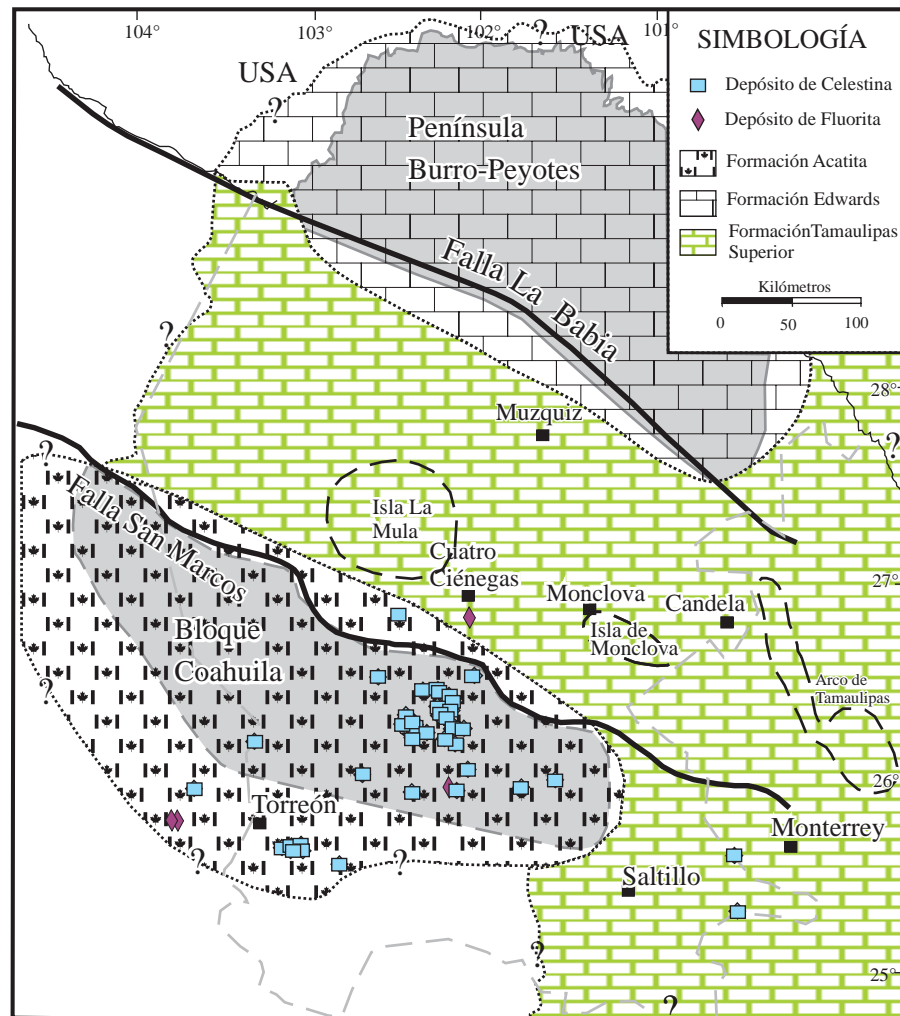 104°
103°
102°
101°
?
USA
USA
?
SIMBOLOGÍA
Depósito de Celestina
Depósito de Fluorita
Formación Acatita
Formación Edwards
FormaciónTamaulipas
Superior
Kilómetros
0 50 100
Península
Burro-Peyotes
Falla La Babia
?
28°
Muzquiz
?
?
Falla San Marcos
Isla La
Mula
Cuatro
Ciénegas
27°
Monclova
Candela
Isla de
Monclova
Bloque
Coahuila
?
Arco de
Tamaulipas
26°
Torreón
Monterrey
?
?
Saltillo
?
25°
?